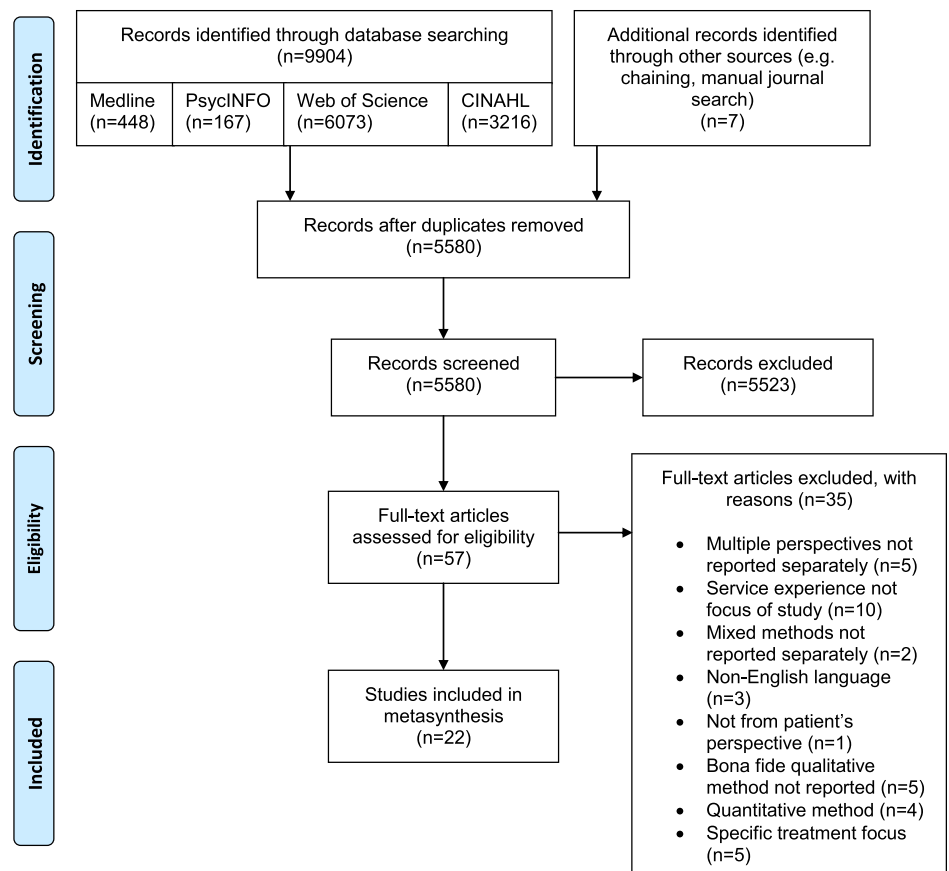 Identification
Records identified through database searching
(n=9904)
Medline
(n=448)
PsycINFO
(n=167)
Web of Science
(n=6073)
CINAHL
(n=3216)
Additional records identified
through other sources (e.g.
chaining, manual journal
search)
(n=7)
Records after duplicates removed
(n=5580)
Screening
Records screened
(n=5580)
Records excluded
(n=5523)
Eligibility
Full-text articles
assessed for eligibility
(n=57)
Full-text articles excluded, with
reasons (n=35)
• Multiple perspectives not
reported separately (n=5)
• Service experience not
focus of study (n=10)
• Mixed methods not
reported separately (n=2)
• Non-English language
(n=3)
• Not from patient's
perspective (n=1)
• Bona fide qualitative
method not reported (n=5)
• Quantitative method (n=4)
• Specific treatment focus
(n=5)
Included
Studies included in
metasynthesis
(n=22)